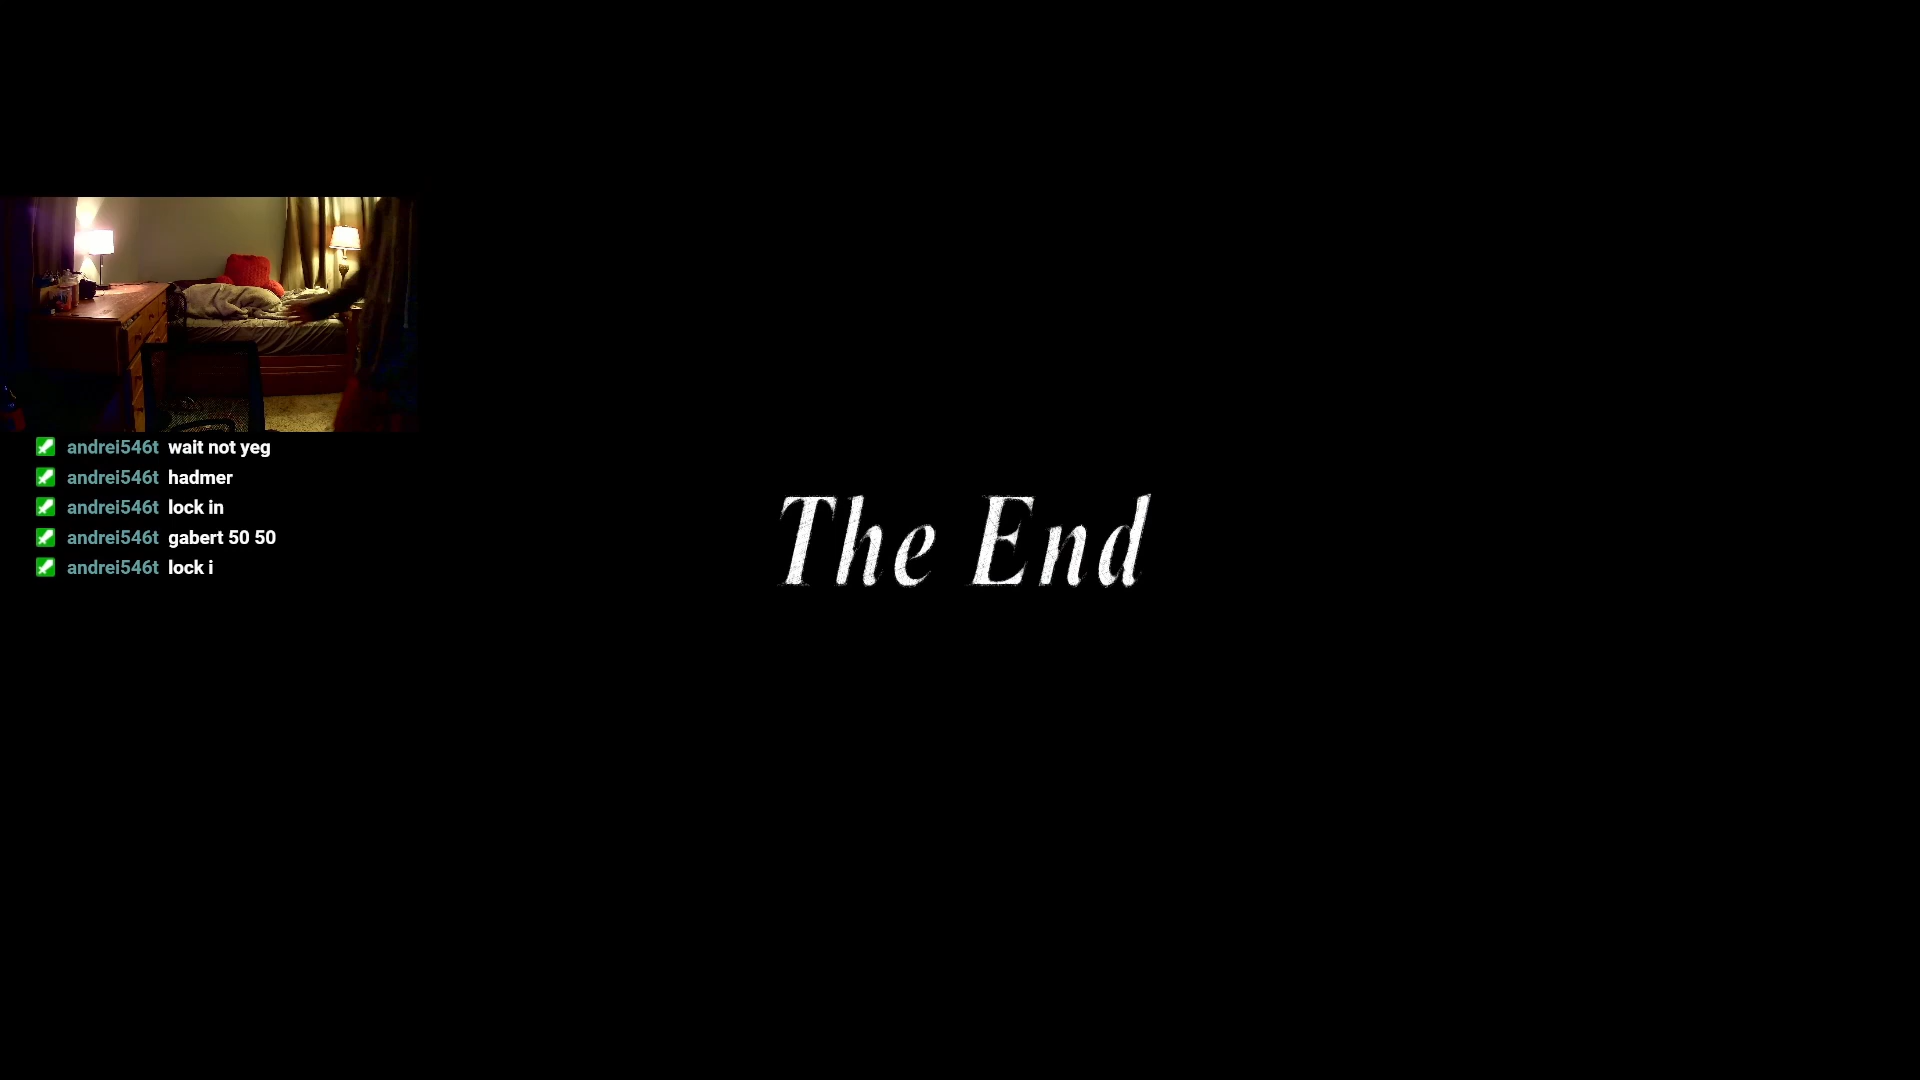 andrei546t wait not yeg
andrei546t hadmer
andrei546t lock in
andrei546t gabert 50 50
andrei546t lock i
The End